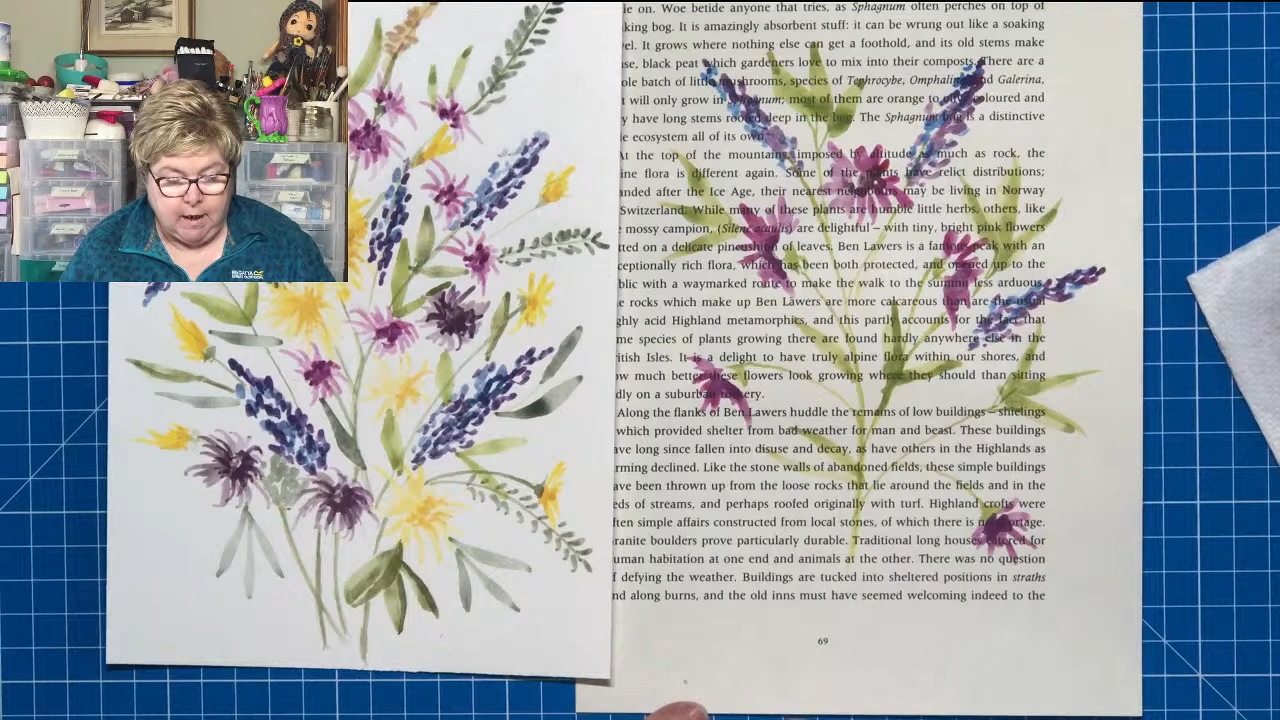 ie on. Woe betide anyone that tries, as Sphagnum often perches on top of
king bog. It is amazingly absorbent stuff: it can be wrung out like a soaking
vel. It grows where nothing else can get a foothold, and its old stems make
se, black peat which gardeners love to mix into their composts. There are a
ole batch of little mushrooms, species of Tephrocybe, Omphalina and Galerina,
t will only grow in Sphagnum; most of them are orange to olive coloured and
y have long stems rooted deep in the bog. The Sphagnum bog is a distinctive
le ecosystem all of its own.
At the top of the mountains, imposed by altitude as much as rock, the
ine flora is different again. Some of the plants have relict distributions;
anded after the Ice Age, their nearest neighbours may be living in Norway
Switzerland. While many of these plants are humble little herbs, others, like
mossy campion, (Silene acaulis) are delightful – with tiny, bright pink flowers
tted on a delicate pincushion of leaves. Ben Lawers is a famous peak with an
ceptionally rich flora, which has been both protected, and opened up to the
blic with a waymarked route to make the walk to the summit less arduous.
e rocks which make up Ben Lawers are more calcareous than are the usual
ghly acid Highland metamorphics, and this partly accounts for the fact that
me species of plants growing there are found hardly anywhere else in the
ritish Isles. It is a delight to have truly alpine flora within our shores, and
ow much better these flowers look growing where they should than sitting
dly on a suburban rockery.
Along the flanks of Ben Lawers huddle the remains of low buildings – shielings
which provided shelter from bad weather for man and beast. These buildings
ave long since fallen into disuse and decay, as have others in the Highlands as
rming declined. Like the stone walls of abandoned fields, these simple buildings
ave been thrown up from the loose rocks that lie around the fields and in the
eds of streams, and perhaps roofed originally with turf. Highland crofts were
ften simple affairs constructed from local stones, of which there is no shortage.
ranite boulders prove particularly durable. Traditional long houses catered for
uman habitation at one end and animals at the other. There was no question
f defying the weather. Buildings are tucked into sheltered positions in straths
nd along burns, and the old inns must have seemed welcoming indeed to the
69